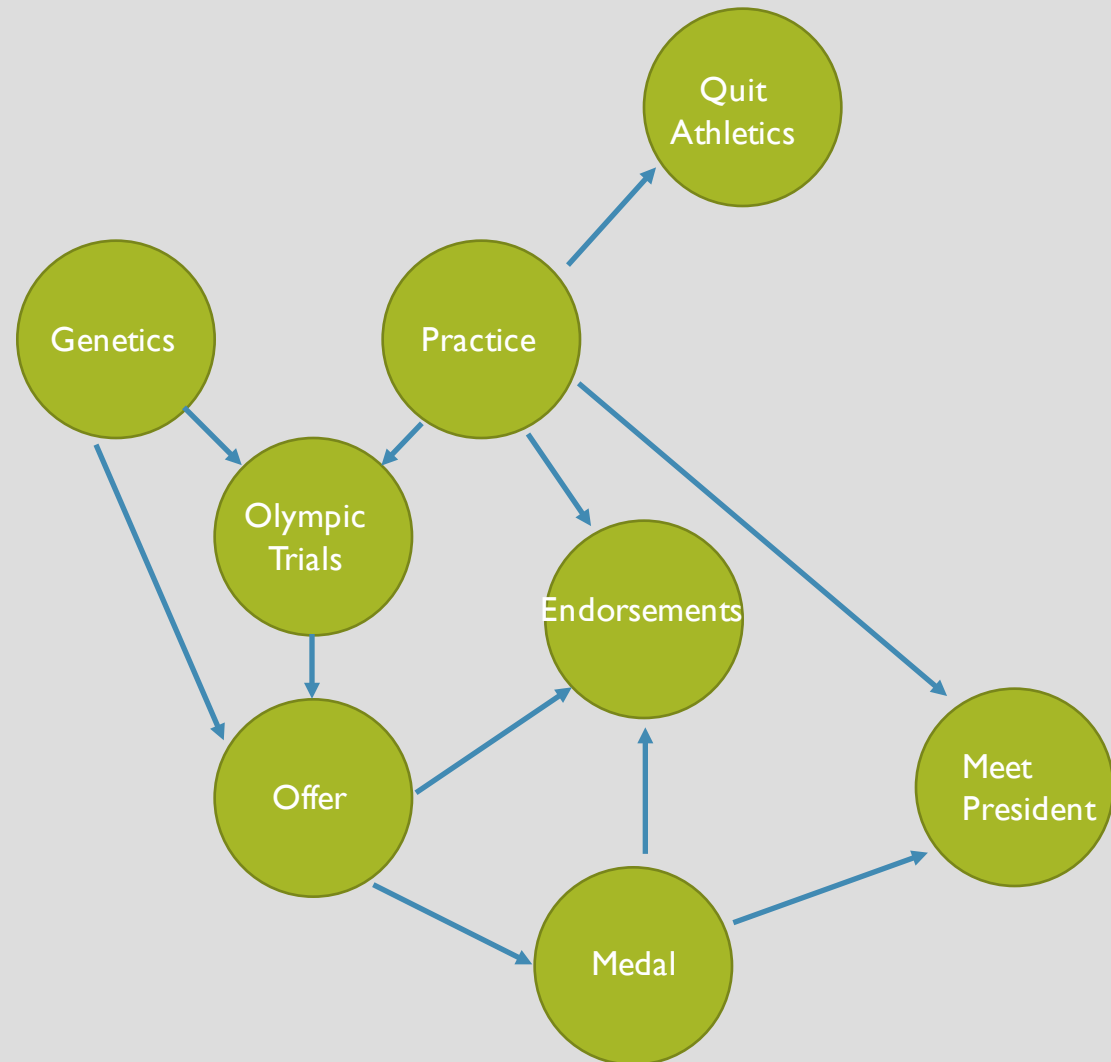 Quit
Athletics
Genetics
Practice
Olympic
Trials
Endorsements
Offer
Meet
President
Medal